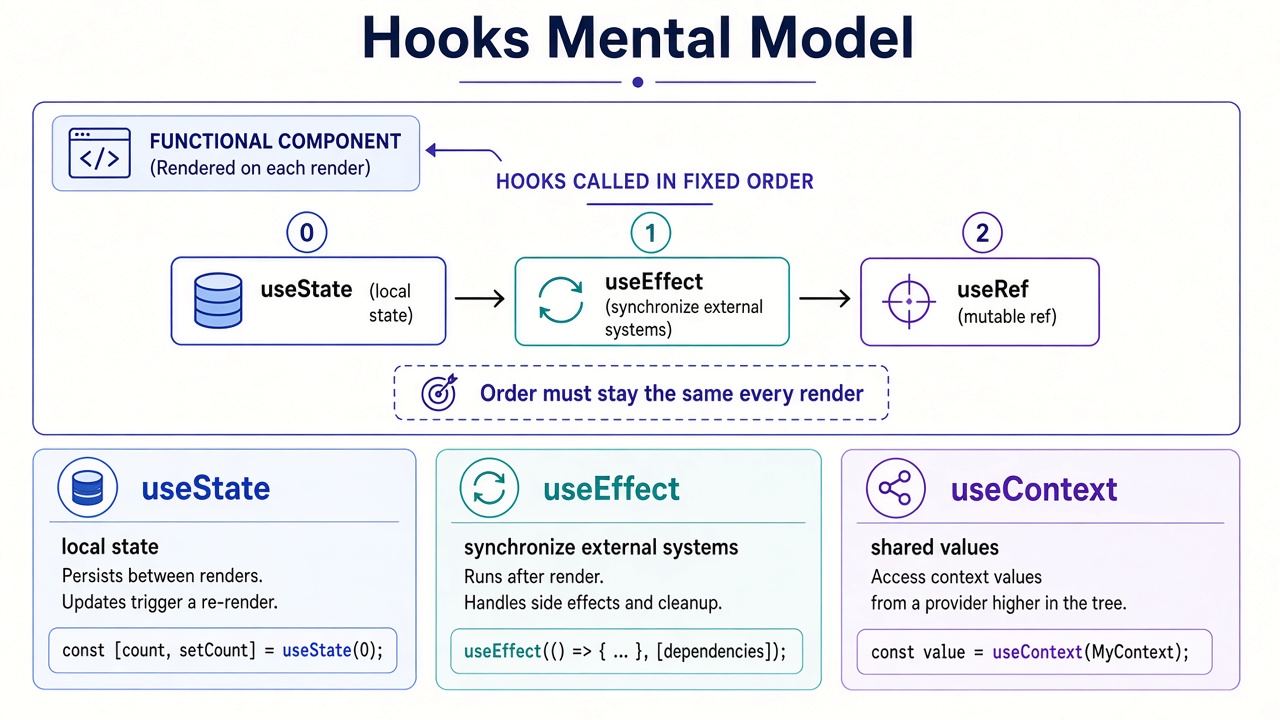 Hooks Mental Model
FUNCTIONAL COMPONENT
(Rendered on each render)
HOOKS CALLED IN FIXED ORDER
0
useState (local
state)
1
useEffect
(synchronize external
systems)
2
useRef
(mutable ref)
Order must stay the same every render
useState
local state
Persists between renders.
Updates trigger a re-render.
const [count, setCount] = useState(0);
useEffect
synchronize external systems
Runs after render.
Handles side effects and cleanup.
useEffect(() => { ... }, [dependencies]);
useContext
shared values
Access context values
from a provider higher in the tree.
const value = useContext(MyContext);